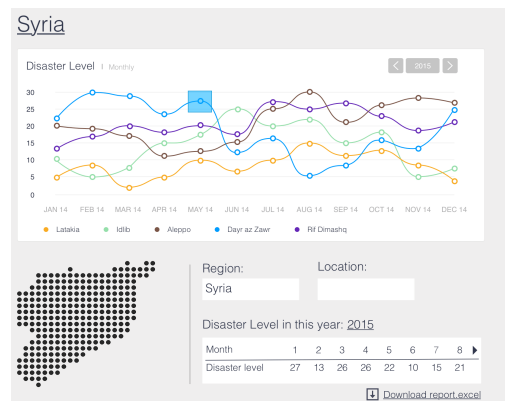 Syria
Disaster Level | Monthly
2015
30
25
20
15
10
5
0
JAN 14 FEB 14 MAR 14 APR 14 MAY 14 JUN 14 JUL 14 AUG 14 SEP 14 OCT 14 NOV 14 DEC 14
Latakia Idlib Aleppo Dayr az Zawr Rif Dimashq
Region: Location:
Syria
Disaster Level in this year: 2015
Month 1 2 3 4 5 6 7 8
Disaster level 27 13 26 26 22 10 15 21
Download report.excel